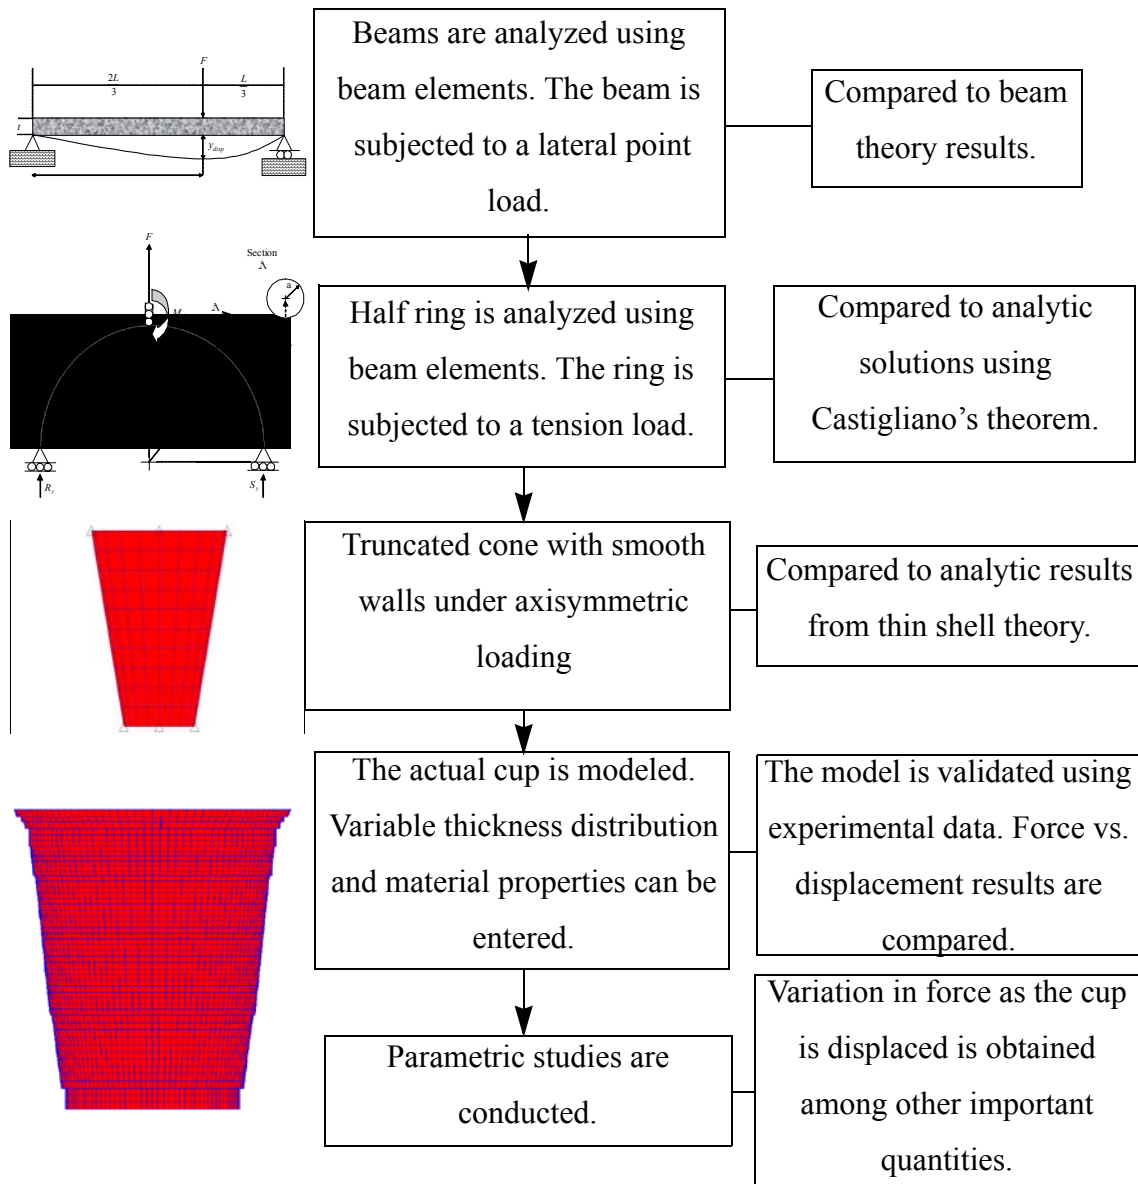 Beams are analyzed using
beam elements. The beam is
subjected to a lateral point
load.
Compared to beam
theory results.
2L
3
F
L
3
t
y_disp
Half ring is analyzed using
beam elements. The ring is
subjected to a tension load.
Compared to analytic
solutions using
Castigliano’s theorem.
F
Section
a
M
R_y
S_y
Truncated cone with smooth
walls under axisymmetric
loading
Compared to analytic results
from thin shell theory.
The actual cup is modeled.
Variable thickness distribution
and material properties can be
entered.
The model is validated using
experimental data. Force vs.
displacement results are
compared.
Parametric studies are
conducted.
Variation in force as the cup
is displaced is obtained
among other important
quantities.